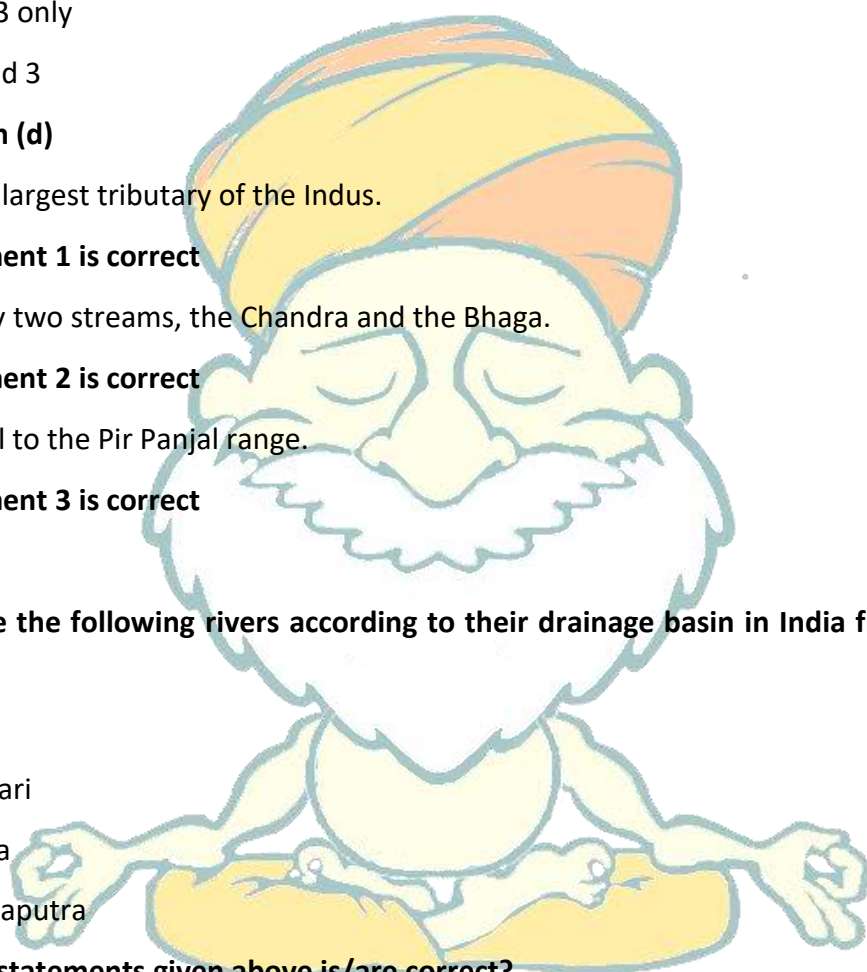 3 only
d 3
n (d)
largest tributary of the Indus.
nent 1 is correct
y two streams, the Chandra and the Bhaga.
nent 2 is correct
l to the Pir Panjal range.
nent 3 is correct
e the following rivers according to their drainage basin in India f
ari
a
aputra
statements given above is/are correct?